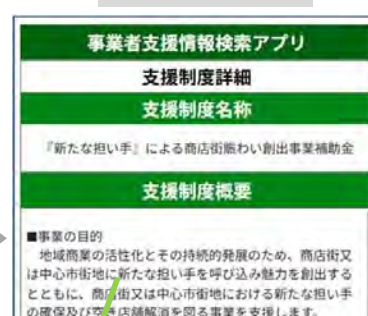 事業者支援情報検索アプリ
支援制度詳細
支援制度名称
『新たな担い手』による商店街賑わい創出事業補助金
支援制度概要
■事業の目的
地域商業の活性化とその持続的発展のため、商店街又
は中心市街地に新たな担い手を呼び込み魅力を創出する
とともに、商店街又は中心市街地における新たな担い手
の確保及び空き店舗解消を図る事業を支援します。